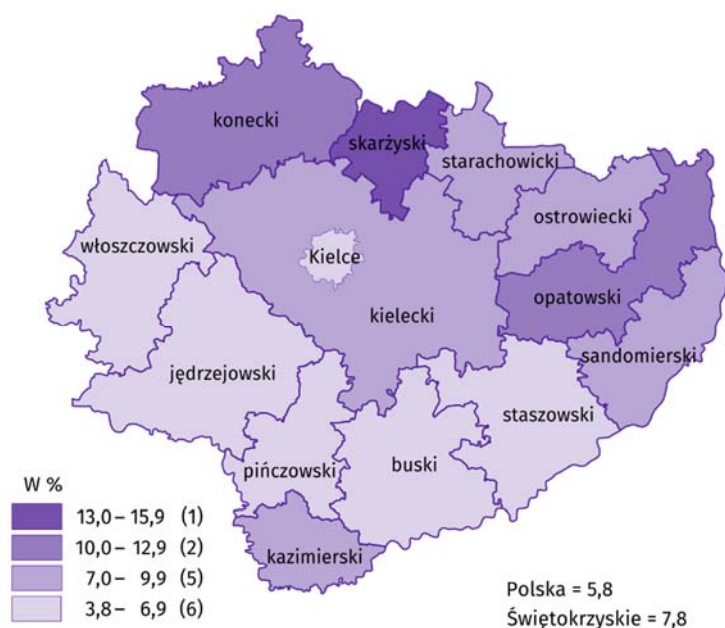 konecki
skarżyski
starachowicki
ostrowiecki
włoszczowski
Kielce
opatowski
kielecki
sandomierski
jędrzejowski
staszowski
pińczowski
buski
kazimierski
W %
13,0 – 15,9 (1)
10,0 – 12,9 (2)
7,0 – 9,9 (5)
3,8 – 6,9 (6)
Polska = 5,8
Świętokrzyskie = 7,8